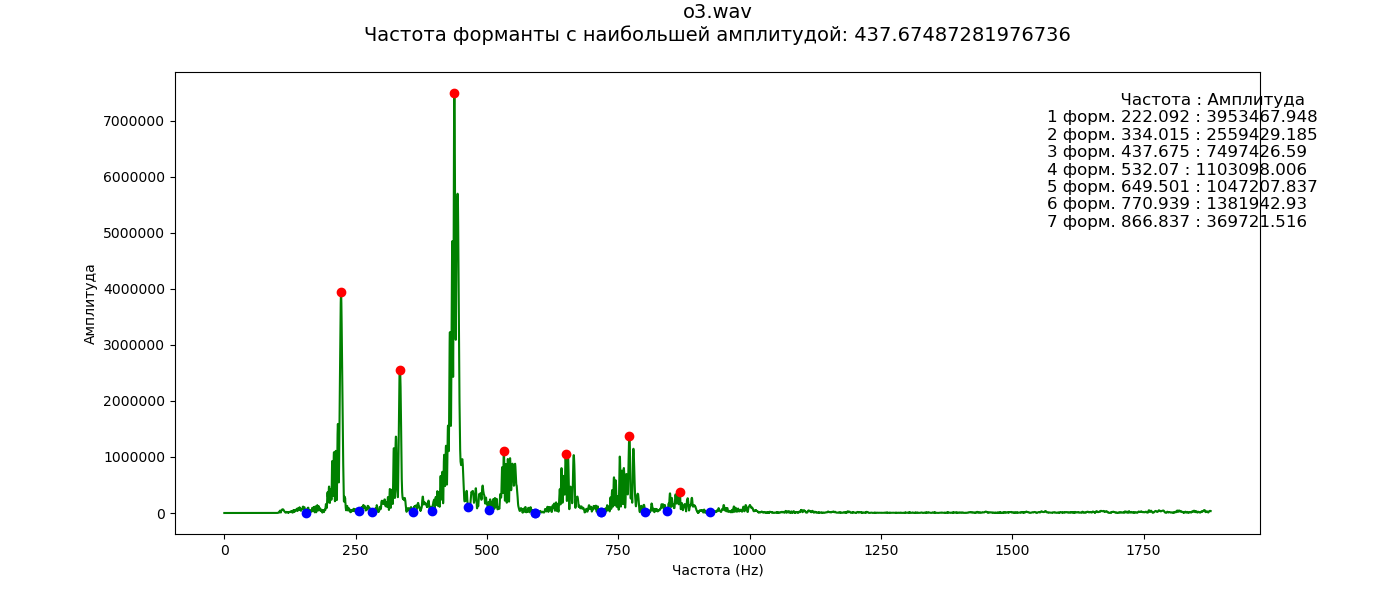 o3.wav
Частота форманты с наибольшей амплитудой: 437.67487281976736
Частота : Амплитуда
1 форм. 222.092 : 3953467.948
2 форм. 334.015 : 2559429.185
3 форм. 437.675 : 7497426.59
4 форм. 532.07 : 1103098.006
5 форм. 649.501 : 1047207.837
6 форм. 770.939 : 1381942.93
7 форм. 866.837 : 369721.516
Амплитуда
7000000
6000000
5000000
4000000
3000000
2000000
1000000
0
0 250 500 750 1000 1250 1500 1750
Частота (Hz)